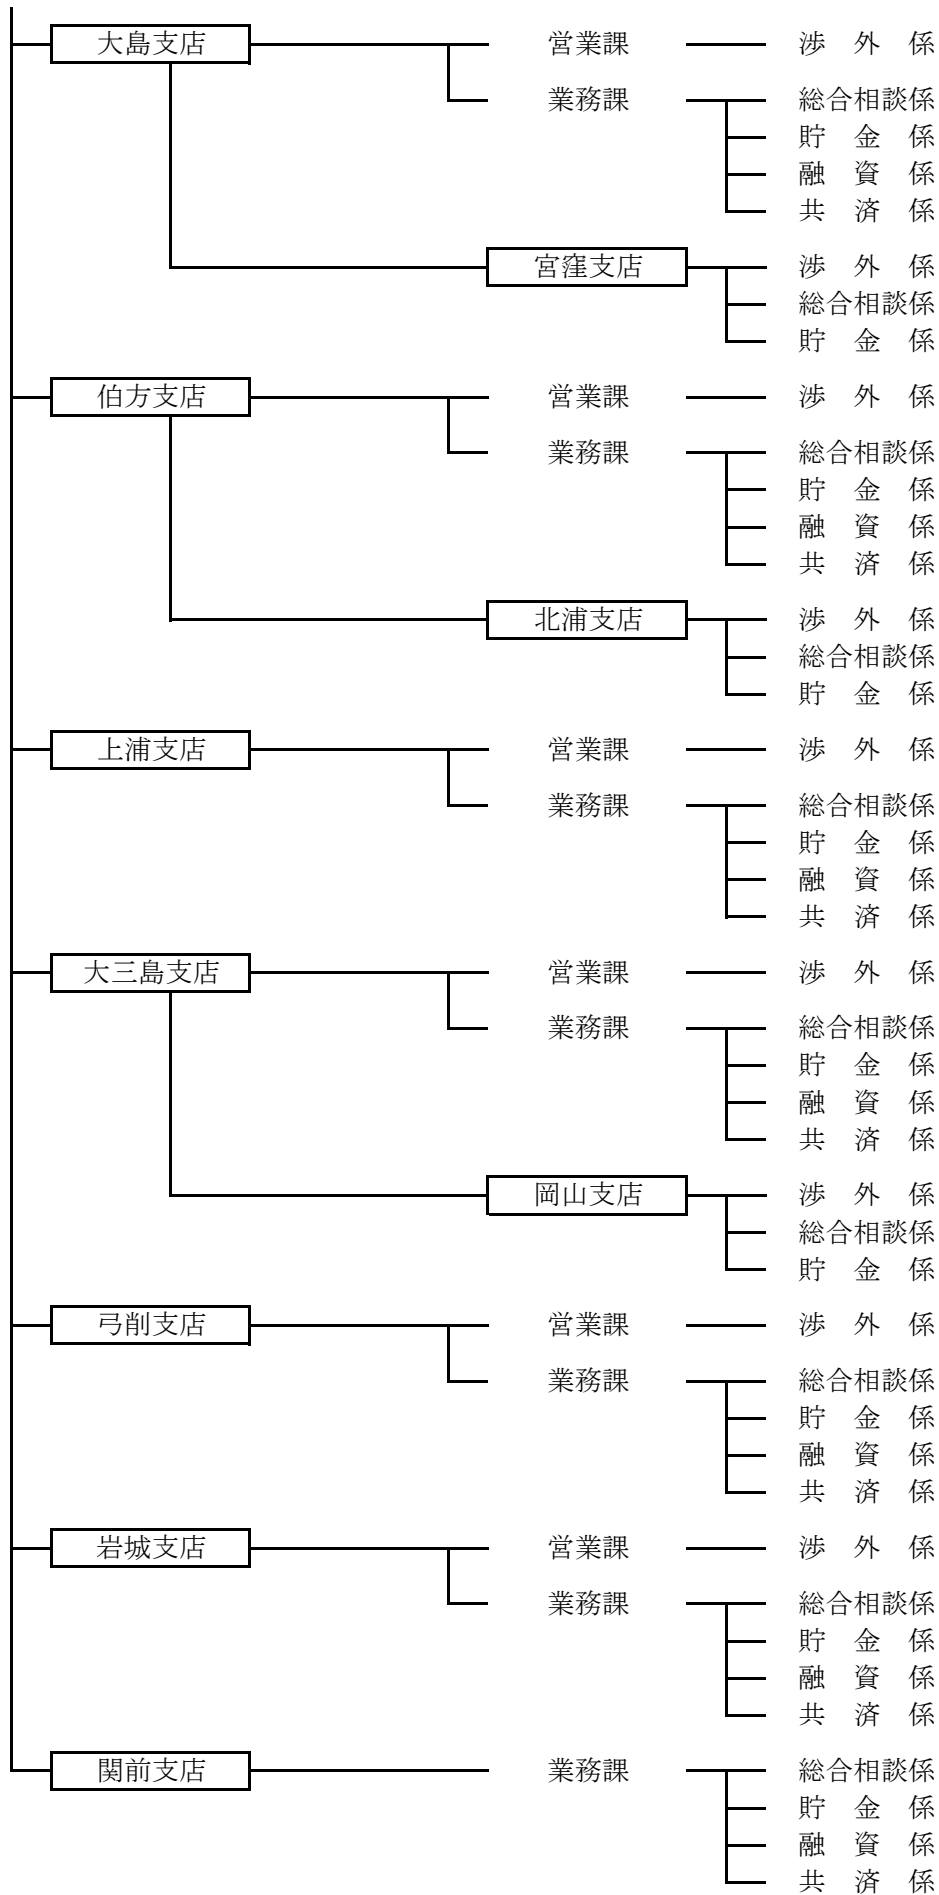 大島支店 営業課 渉外係
業務課 総合相談係
貯金係
融資係
共済係
宮窪支店 渉外係
総合相談係
貯金係
伯方支店 営業課 渉外係
業務課 総合相談係
貯金係
融資係
共済係
北浦支店 渉外係
総合相談係
貯金係
上浦支店 営業課 渉外係
業務課 総合相談係
貯金係
融資係
共済係
大三島支店 営業課 渉外係
業務課 総合相談係
貯金係
融資係
共済係
岡山支店 渉外係
総合相談係
貯金係
弓削支店 営業課 渉外係
業務課 総合相談係
貯金係
融資係
共済係
岩城支店 営業課 渉外係
業務課 総合相談係
貯金係
融資係
共済係
関前支店 業務課 総合相談係
貯金係
融資係
共済係